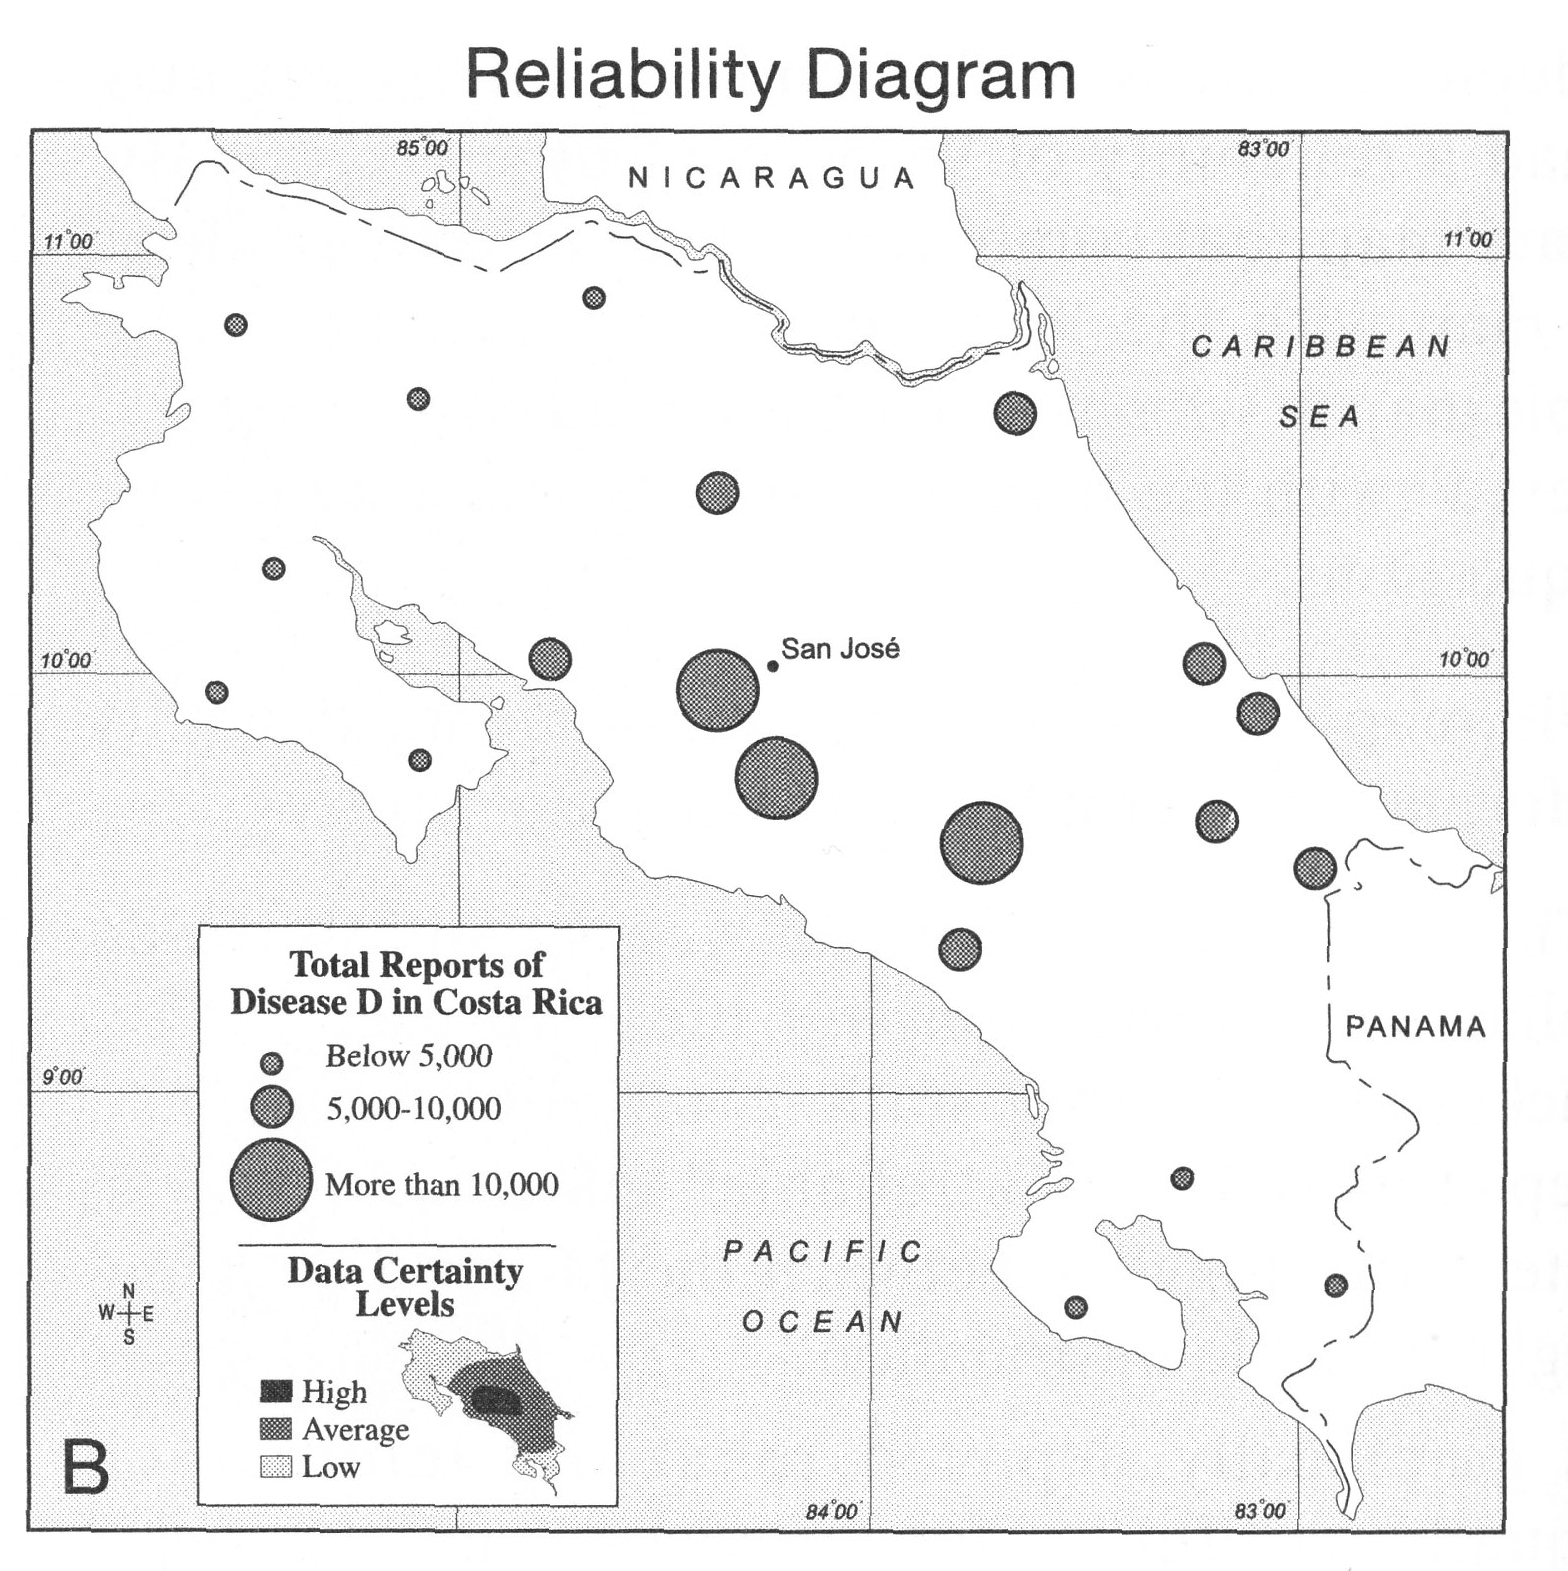 Reliability Diagram
85°00'
83°00'
NICARAGUA
11°00'
11°00'
CARIBBEAN
SEA
San José
10°00'
10°00'
Total Reports of
Disease D in Costa Rica
Below 5,000
5,000-10,000
More than 10,000
PANAMA
9°00'
Data Certainty
Levels
High
Average
Low
PACIFIC
OCEAN
N
W E
S
B
84°00'
83°00'